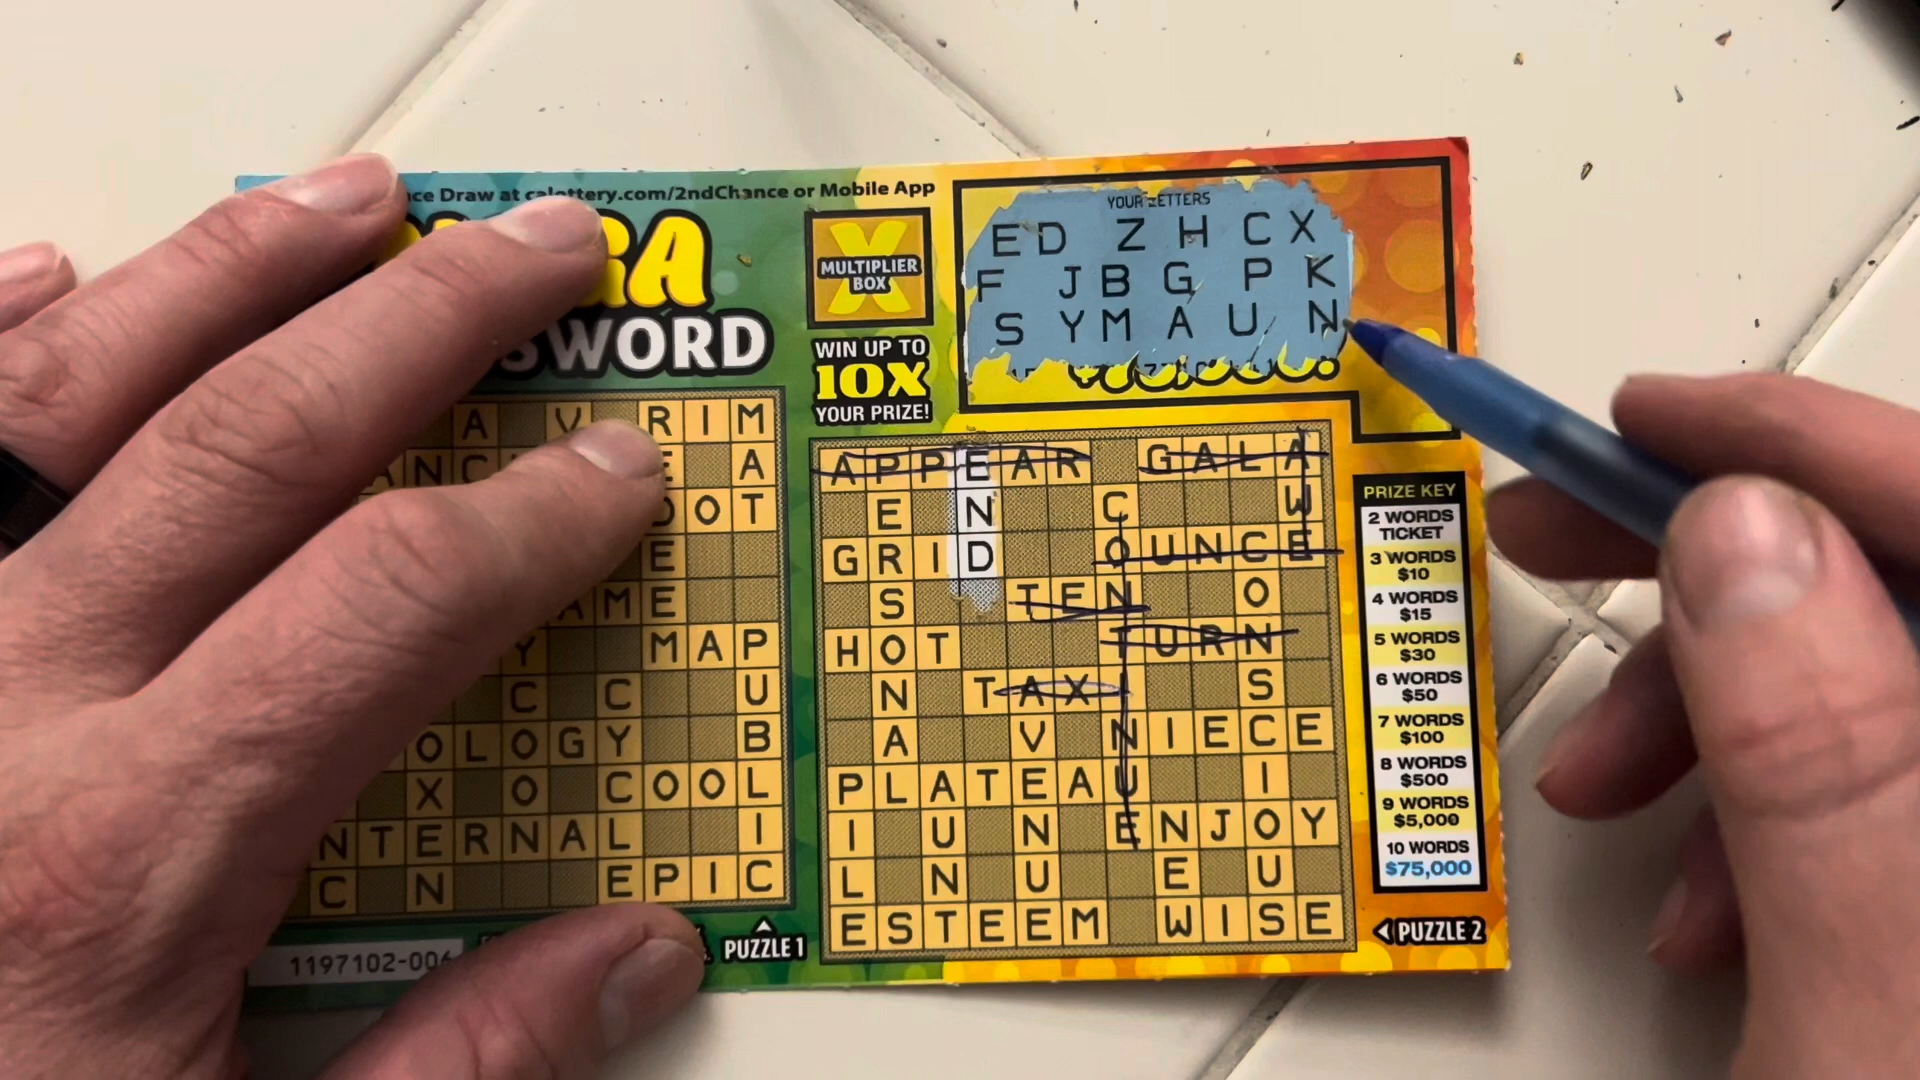 nce Draw at calottery.com/2ndChance or Mobile App
GA
SWORD
X
MULTIPLIER
BOX
WIN UP TO
10X
YOUR PRIZE!
YOUR LETTERS
E D Z H C X
F J B G P K
S Y M A U N
A V R I M
A N C E A
D O T
E
A M E
Y M A P
C C U
O L O G Y B
X O C O O L
N T E R N A L I
C N E P I C
A P P E A R G A L A
E N C W
G R I D O U N C E
S T E N O
H O T T U R N
N T A X I S
A V N I E C E
P L A T E A U I
I U N E N J O Y
L N U E U
E S T E E M W I S E
PRIZE KEY
2 WORDS
TICKET
3 WORDS
$10
4 WORDS
$15
5 WORDS
$30
6 WORDS
$50
7 WORDS
$100
8 WORDS
$500
9 WORDS
$5,000
10 WORDS
$75,000
1197102-006
PUZZLE 1
PUZZLE 2